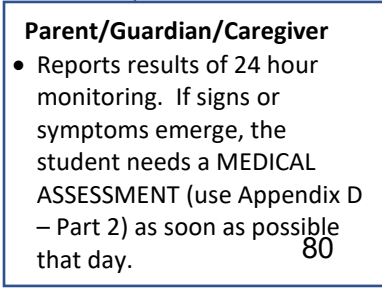 Parent/Guardian/Caregiver
• Reports results of 24 hour
monitoring.  If signs or
symptoms emerge, the
student needs a MEDICAL
ASSESSMENT (use Appendix D
– Part 2) as soon as possible
that day.
80